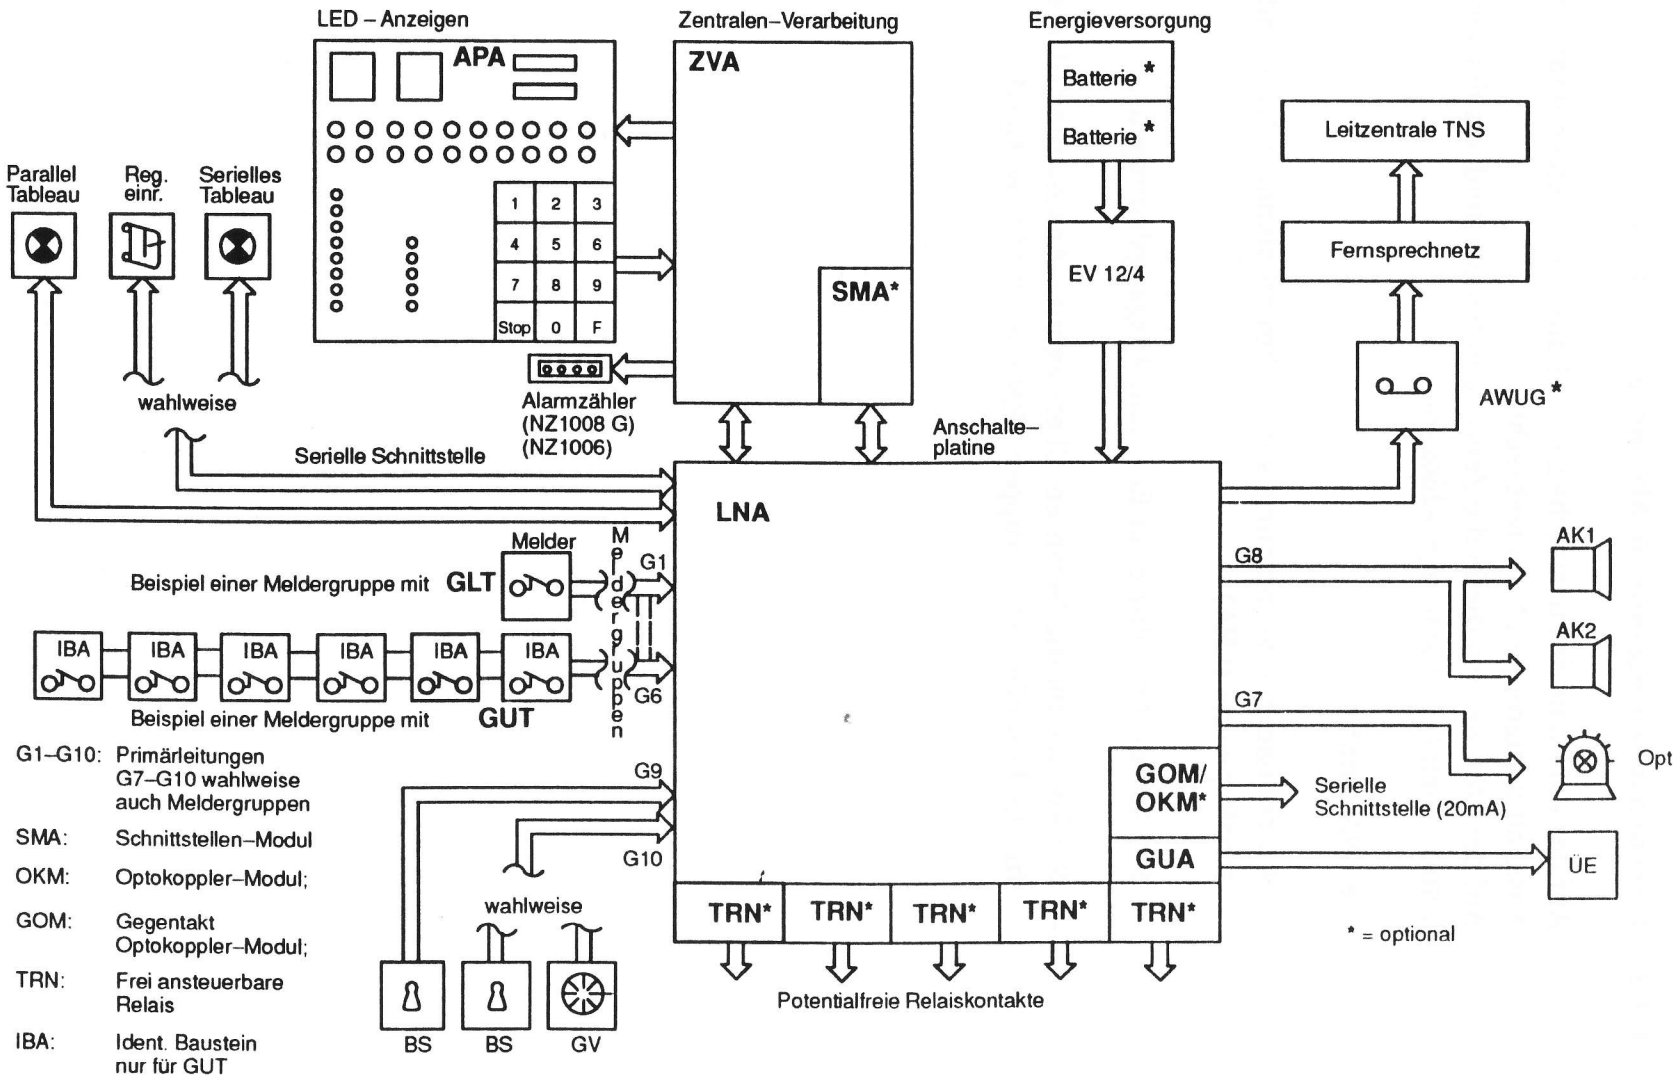 LED – Anzeigen
Zentralen–Verarbeitung
Energieversorgung
APA
ZVA
Batterie *
Batterie *
Leitzentrale TNS
Parallel
Tableau
Reg.
einr.
Serielles
Tableau
1 2 3
4 5 6
7 8 9
Stop 0 F
SMA*
EV 12/4
Fernsprechnetz
AWUG *
wahlweise
Alarmzähler
(NZ1008 G)
(NZ1006)
Anschalte–
platine
Serielle Schnittstelle
LNA
Melder
Meldergruppen
G1
Beispiel einer Meldergruppe mit GLT
IBA IBA IBA IBA IBA IBA
G6
Beispiel einer Meldergruppe mit GUT
G8
AK1
AK2
G7
Opt
G1–G10: Primärleitungen
G7–G10 wahlweise
auch Meldergruppen
SMA: Schnittstellen–Modul
OKM: Optokoppler–Modul;
GOM: Gegentakt
Optokoppler–Modul;
TRN: Frei ansteuerbare
Relais
IBA: Ident. Baustein
nur für GUT
G9
G10
wahlweise
BS
BS
GV
GOM/
OKM*
Serielle
Schnittstelle (20mA)
GUA
ÜE
TRN* TRN* TRN* TRN* TRN*
* = optional
Potentialfreie Relaiskontakte